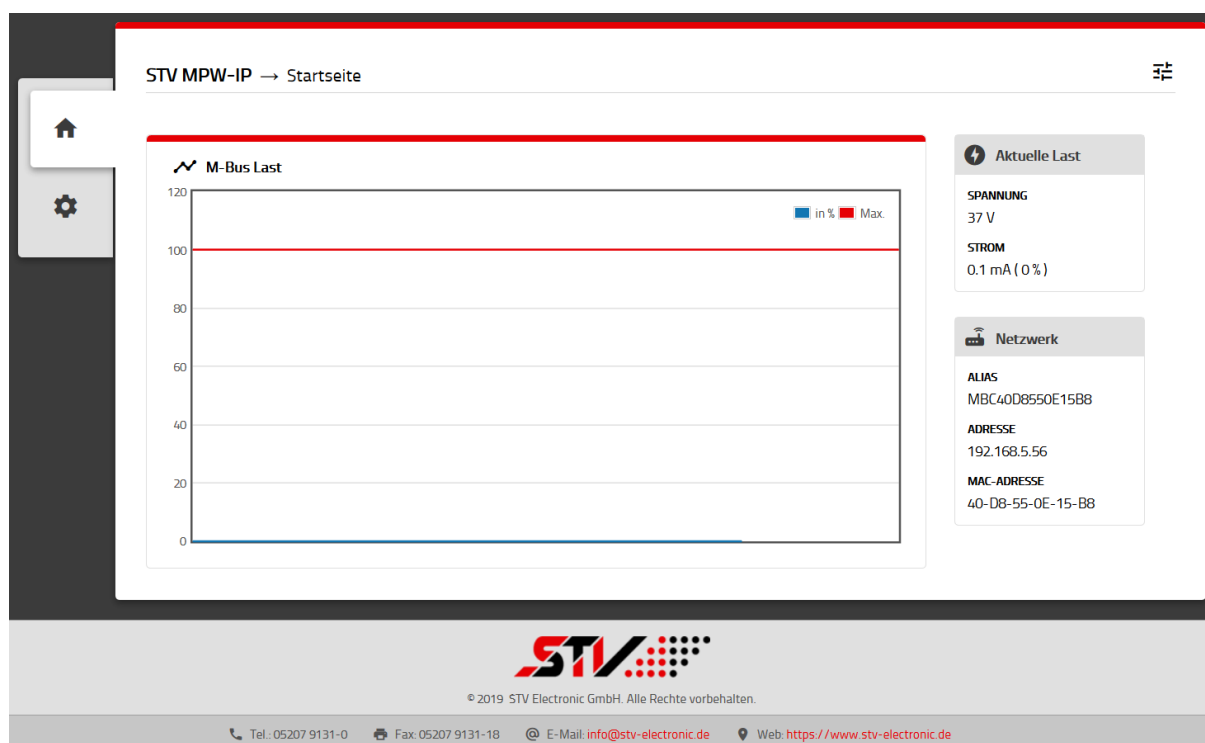 STV MPW-IP → Startseite
M-Bus Last
120
100
80
60
40
20
0
in % Max.
Aktuelle Last
SPANNUNG
37 V
STROM
0.1 mA ( 0 % )
Netzwerk
ALIAS
MBC40D8550E15B8
ADRESSE
192.168.5.56
MAC-ADRESSE
40-D8-55-0E-15-B8
STV
© 2019 STV Electronic GmbH. Alle Rechte vorbehalten.
Tel.: 05207 9131-0 Fax: 05207 9131-18 @ E-Mail: info@stv-electronic.de Web: https://www.stv-electronic.de